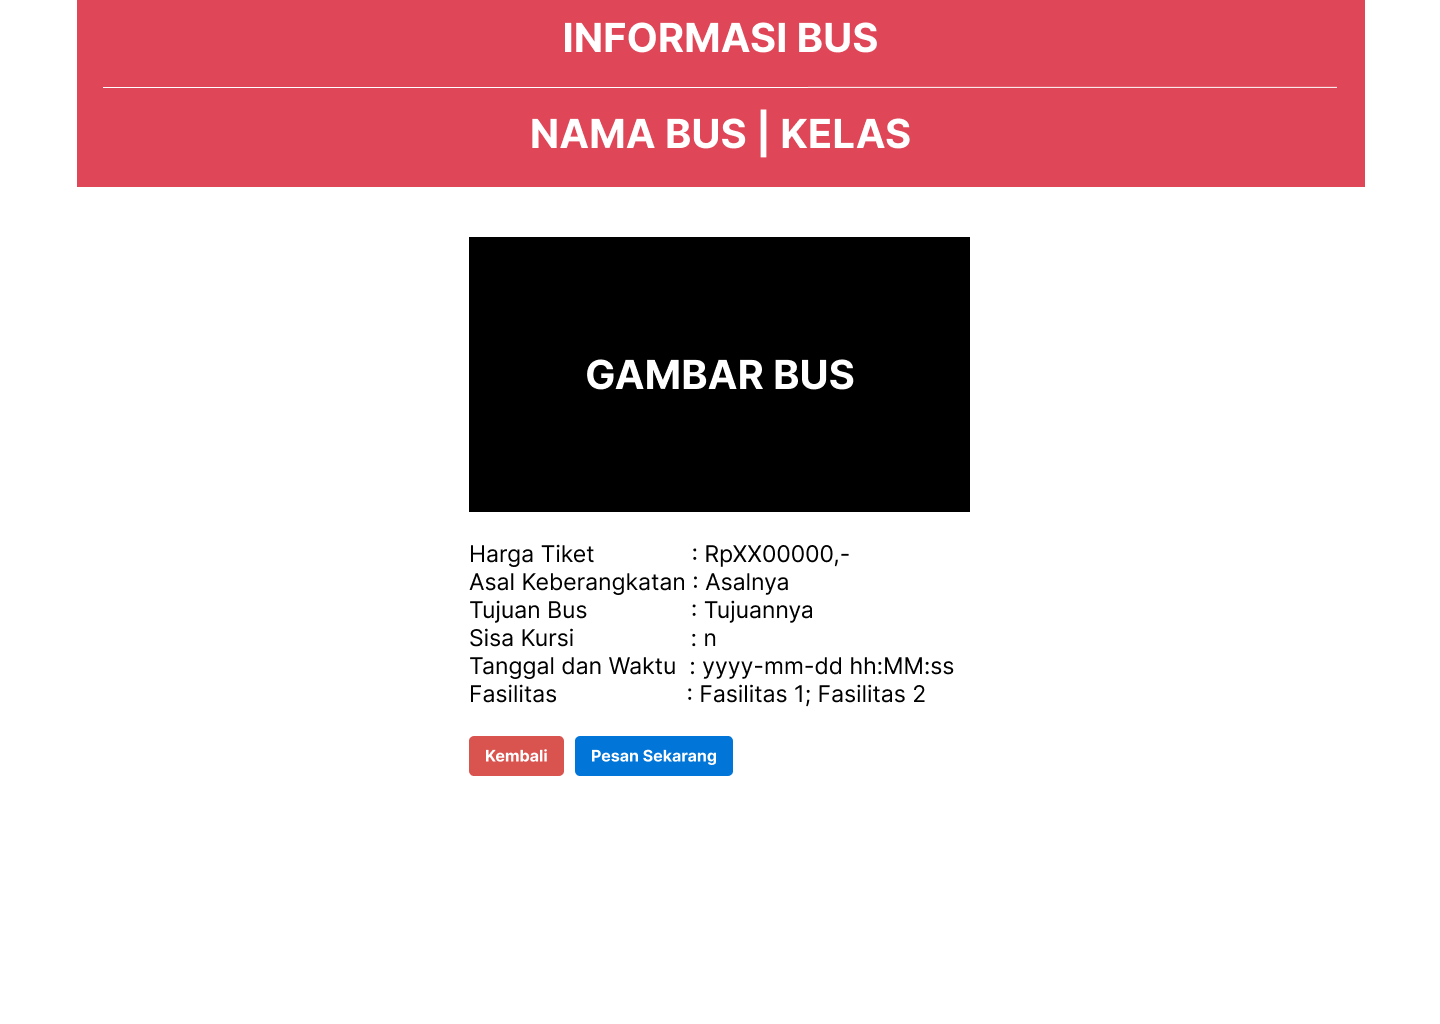 INFORMASI BUS
NAMA BUS | KELAS
GAMBAR BUS
Harga Tiket : RpXX00000,-
Asal Keberangkatan : Asalnya
Tujuan Bus : Tujuannya
Sisa Kursi : n
Tanggal dan Waktu : yyyy-mm-dd hh:MM:ss
Fasilitas : Fasilitas 1; Fasilitas 2
Kembali Pesan Sekarang